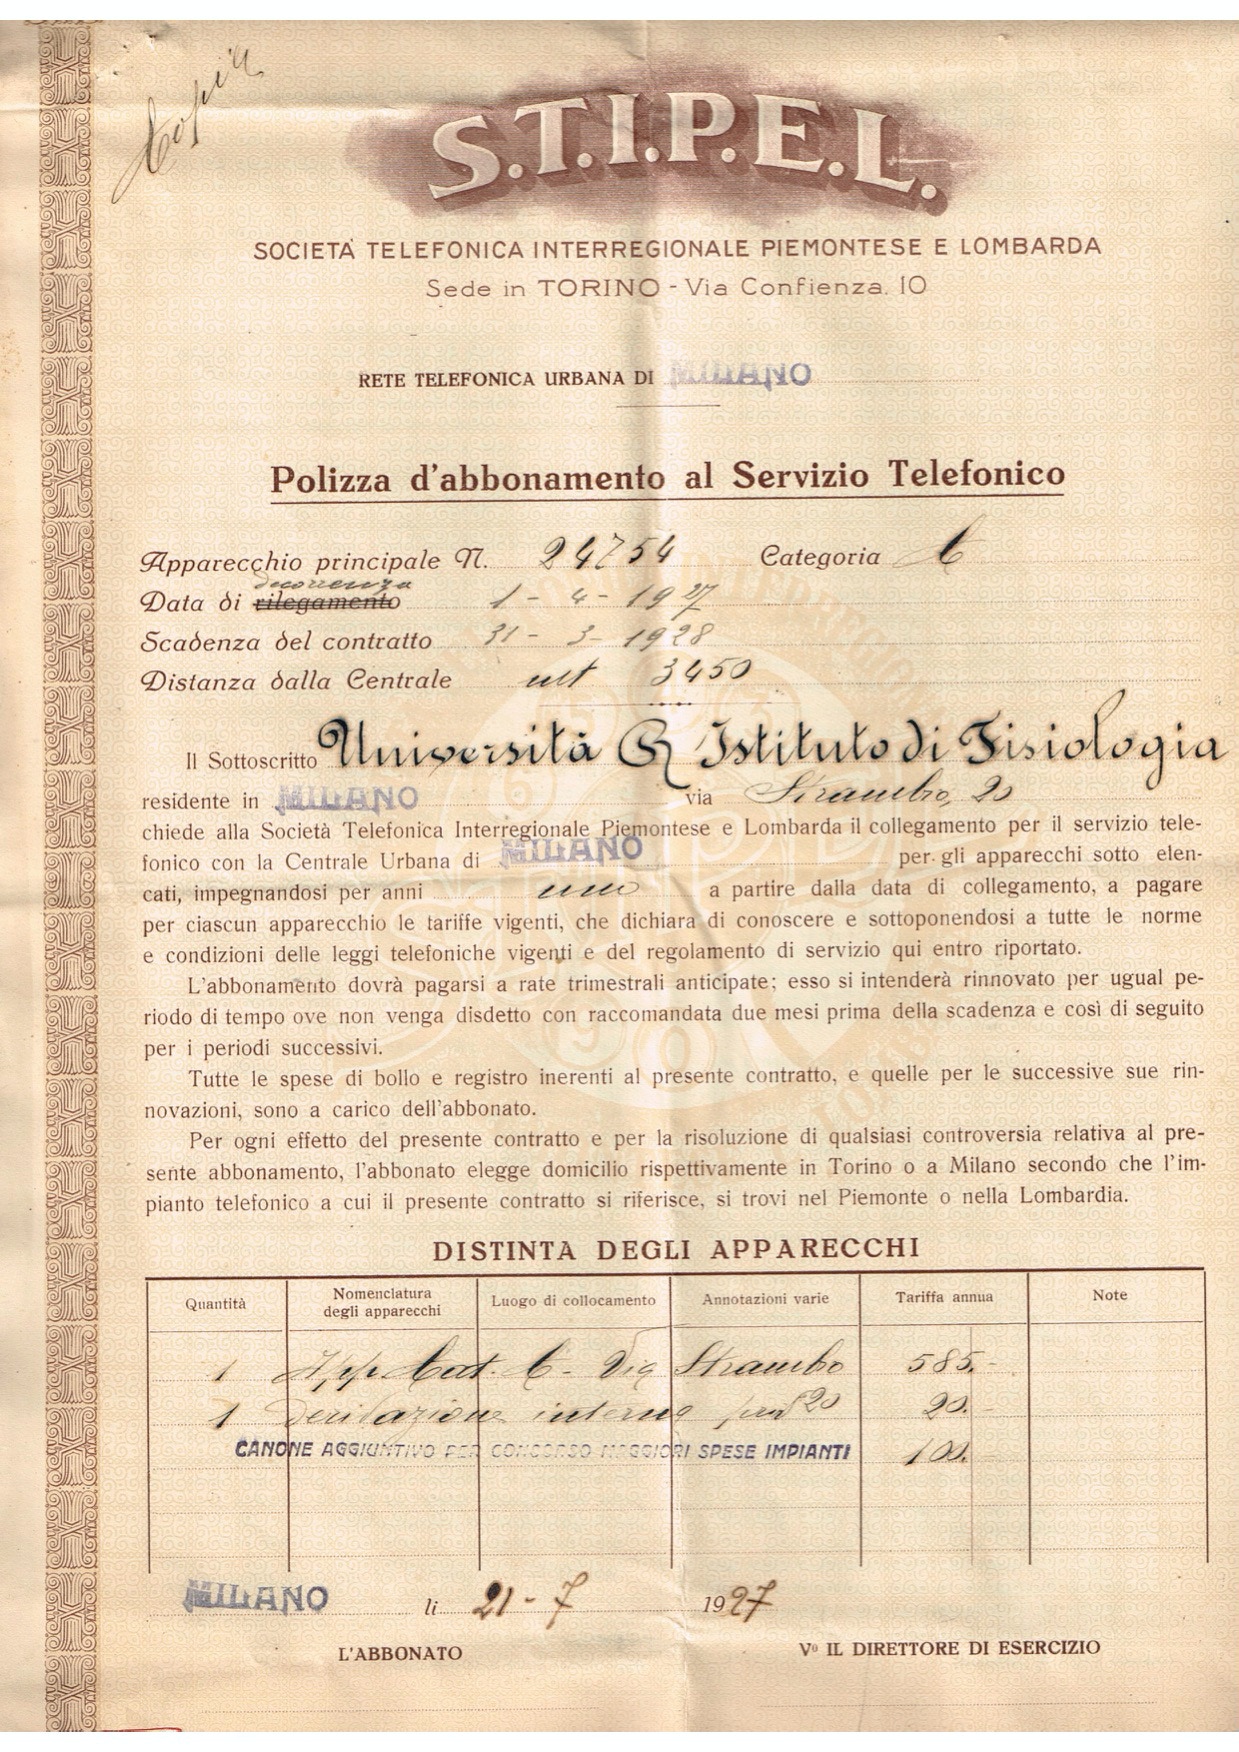 Copia
S.T.I.P.E.L.
SOCIETÀ TELEFONICA INTERREGIONALE PIEMONTESE E LOMBARDA
Sede in TORINO - Via Confienza, 10
RETE TELEFONICA URBANA DI MILANO
Polizza d'abbonamento al Servizio Telefonico
Apparecchio principale N. 24754 Categoria C
decorrenza
Data di rilegamento 1 - 4 - 1927
Scadenza del contratto 31 - 3 - 1928
Distanza dalla Centrale mt 3450
Il Sottoscritto Università R Istituto di Fisiologia
residente in MILANO via Strambio, 20
chiede alla Società Telefonica Interregionale Piemontese e Lombarda il collegamento per il servizio tele-
fonico con la Centrale Urbana di MILANO per gli apparecchi sotto elen-
cati, impegnandosi per anni uno a partire dalla data di collegamento, a pagare
per ciascun apparecchio le tariffe vigenti, che dichiara di conoscere e sottoponendosi a tutte le norme
e condizioni delle leggi telefoniche vigenti e del regolamento di servizio qui entro riportato.
L'abbonamento dovrà pagarsi a rate trimestrali anticipate; esso si intenderà rinnovato per ugual pe-
riodo di tempo ove non venga disdetto con raccomandata due mesi prima della scadenza e così di seguito
per i periodi successivi.
Tutte le spese di bollo e registro inerenti al presente contratto, e quelle per le successive sue rin-
novazioni, sono a carico dell'abbonato.
Per ogni effetto del presente contratto e per la risoluzione di qualsiasi controversia relativa al pre-
sente abbonamento, l'abbonato elegge domicilio rispettivamente in Torino o a Milano secondo che l'im-
pianto telefonico a cui il presente contratto si riferisce, si trovi nel Piemonte o nella Lombardia.
DISTINTA DEGLI APPARECCHI
Quantità Nomenclatura degli apparecchi Luogo di collocamento Annotazioni varie Tariffa annua Note
1 App Cat. C - Via Strambio 585.-
1 Derivazione interna 20 20.-
CANONE AGGIUNTIVO PER CONCORSO MAGGIORI SPESE IMPIANTI 100.
MILANO li 21 - 7 1927
L'ABBONATO Vº IL DIRETTORE DI ESERCIZIO